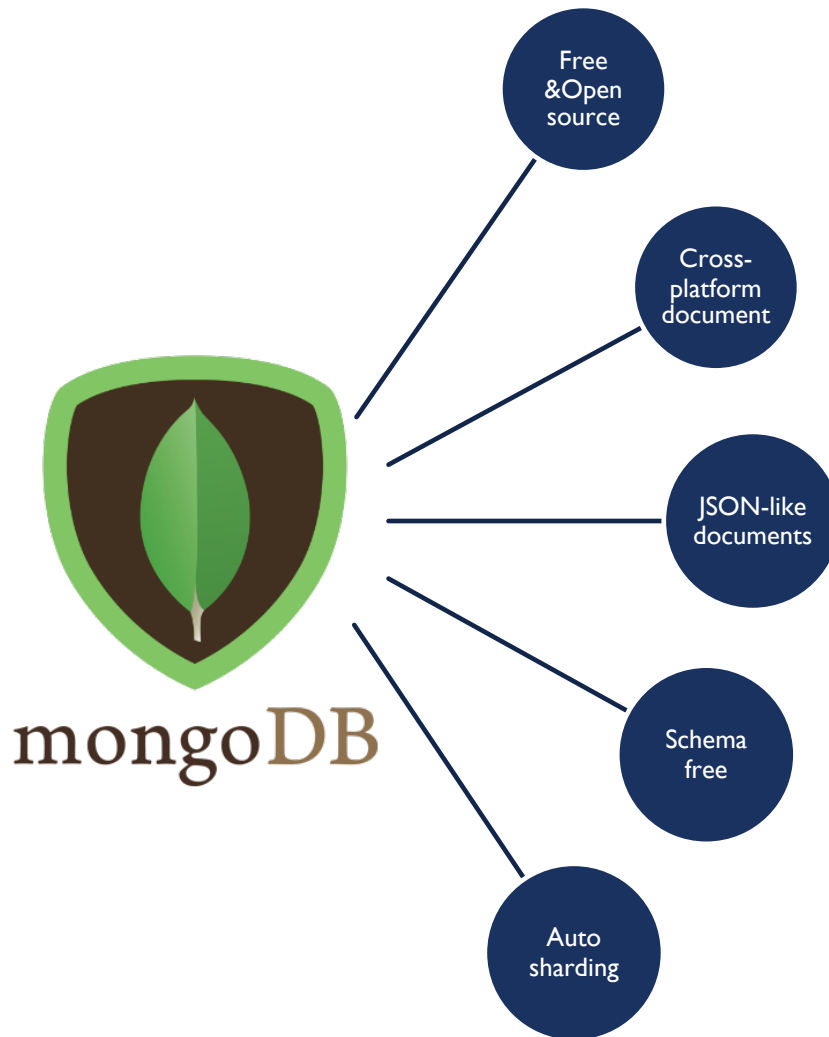 Free
&Open
source
Cross-
platform
document
JSON-like
documents
mongoDB
Schema
free
Auto
sharding